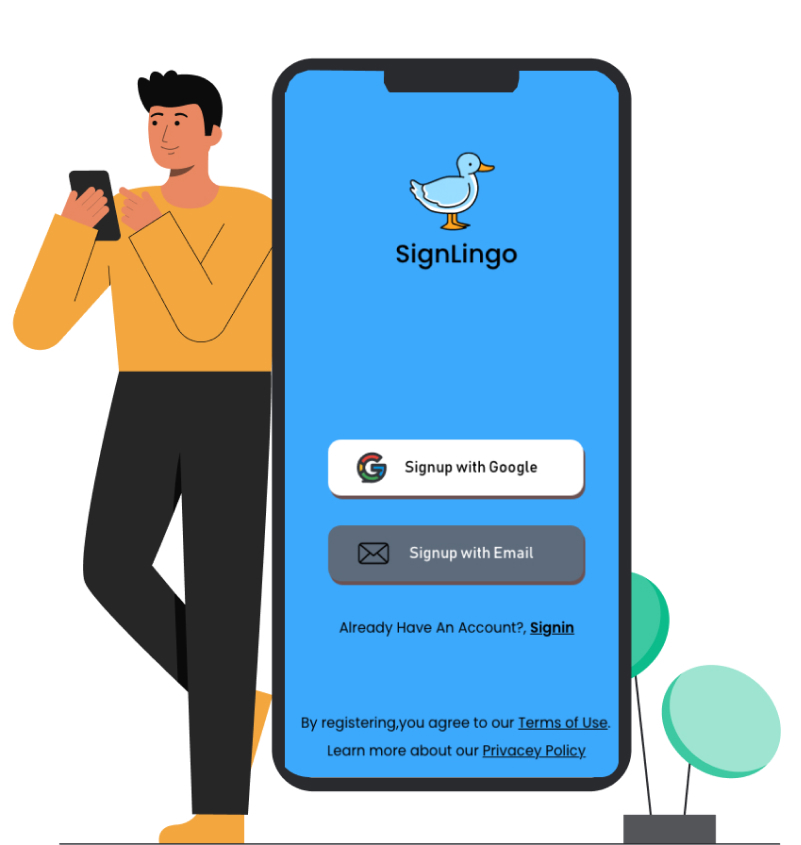 SignLingo
Signup with Google
Signup with Email
Already Have An Account?, Signin
By registering,you agree to our Terms of Use.
Learn more about our Privacey Policy